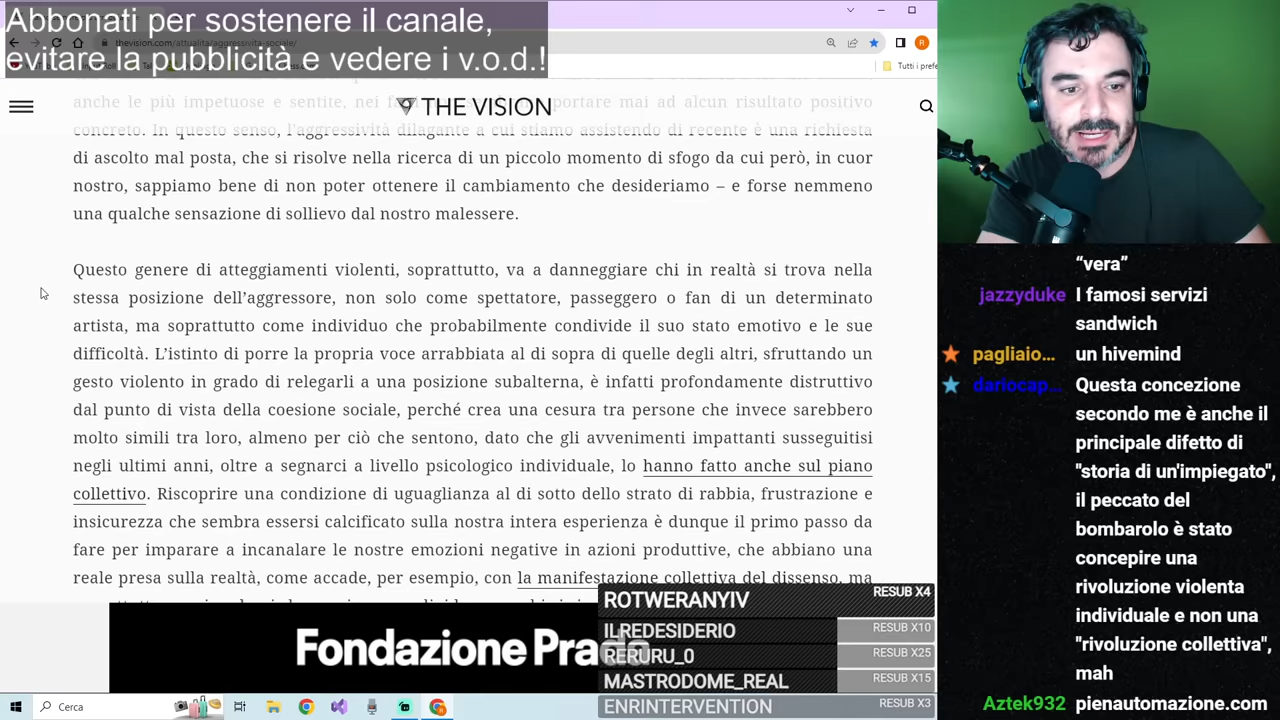 Abbonati per sostenere il canale,
evitare la pubblicità e vedere i v.o.d.!
thevision.com/attualita/aggressivita-sociale/
R
Tutti i prefe
THE VISION
anche le più impetuose e sentite, nei portare mai ad alcun risultato positivo
concreto. In questo senso, l'aggressività dilagante a cui stiamo assistendo di recente è una richiesta
di ascolto mal posta, che si risolve nella ricerca di un piccolo momento di sfogo da cui però, in cuor
nostro, sappiamo bene di non poter ottenere il cambiamento che desideriamo – e forse nemmeno
una qualche sensazione di sollievo dal nostro malessere.
Questo genere di atteggiamenti violenti, soprattutto, va a danneggiare chi in realtà si trova nella
stessa posizione dell’aggressore, non solo come spettatore, passeggero o fan di un determinato
artista, ma soprattutto come individuo che probabilmente condivide il suo stato emotivo e le sue
difficoltà. L’istinto di porre la propria voce arrabbiata al di sopra di quelle degli altri, sfruttando un
gesto violento in grado di relegarli a una posizione subalterna, è infatti profondamente distruttivo
dal punto di vista della coesione sociale, perché crea una cesura tra persone che invece sarebbero
molto simili tra loro, almeno per ciò che sentono, dato che gli avvenimenti impattanti susseguitisi
negli ultimi anni, oltre a segnarci a livello psicologico individuale, lo hanno fatto anche sul piano
collettivo. Riscoprire una condizione di uguaglianza al di sotto dello strato di rabbia, frustrazione e
insicurezza che sembra essersi calcificato sulla nostra intera esperienza è dunque il primo passo da
fare per imparare a incanalare le nostre emozioni negative in azioni produttive, che abbiano una
reale presa sulla realtà, come accade, per esempio, con la manifestazione collettiva del dissenso, ma
Fondazione Prada
ROTWERANYIV RESUB X4
ILREDESIDERIO RESUB X10
RERURU_0 RESUB X25
MASTRODOME_REAL RESUB X15
ENRINTERVENTION RESUB X3
Cerca
“vera”
jazzyduke I famosi servizi
sandwich
pagliaio… un hivemind
dariocap… Questa concezione
secondo me è anche il
principale difetto di
"storia di un'impiegato",
il peccato del
bombarolo è stato
concepire una
rivoluzione violenta
individuale e non una
"rivoluzione collettiva",
mah
Aztek932 pienautomazione.com